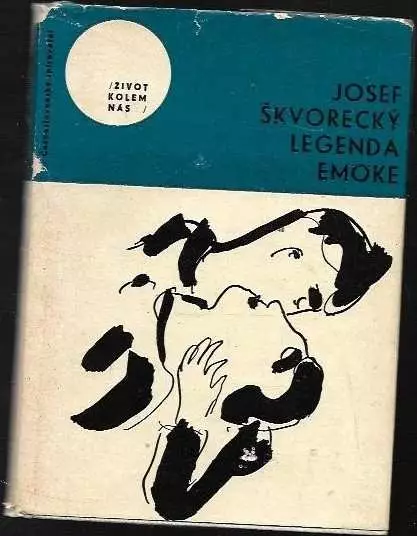 /ŽIVOT
KOLEM
NÁS /
JOSEF
ŠKVORECKÝ
LEGENDA
EMÖKE